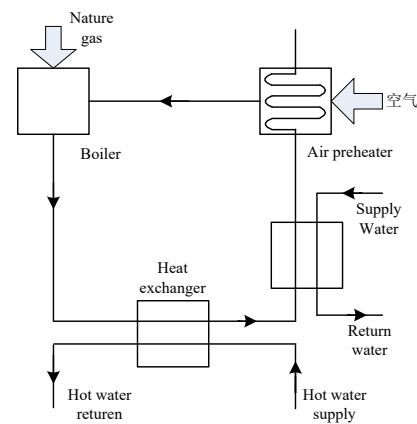 Nature
gas
空气
Boiler
Air preheater
Supply
Water
Heat
exchanger
Return
water
Hot water
returen
Hot water
supply